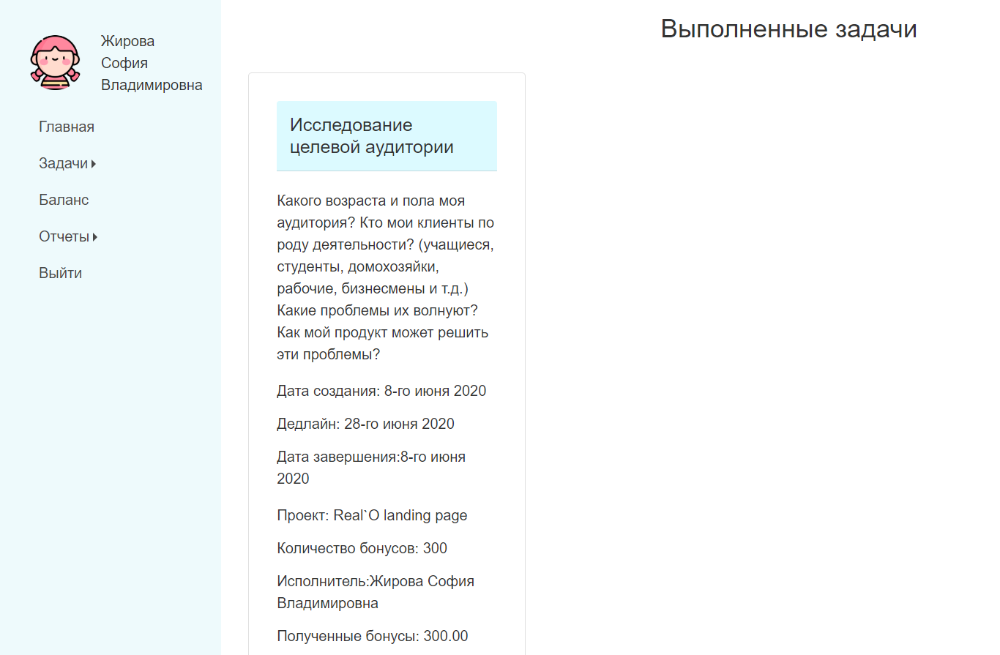 Жирова
София
Владимировна
Главная
Задачи
Баланс
Отчеты
Выйти
Выполненные задачи
Исследование
целевой аудитории
Какого возраста и пола моя
аудитория? Кто мои клиенты по
роду деятельности? (учащиеся,
студенты, домохозяйки,
рабочие, бизнесмены и т.д.)
Какие проблемы их волнуют?
Как мой продукт может решить
эти проблемы?
Дата создания: 8-го июня 2020
Дедлайн: 28-го июня 2020
Дата завершения:8-го июня
2020
Проект: Real`O landing page
Количество бонусов: 300
Исполнитель:Жирова София
Владимировна
Полученные бонусы: 300.00